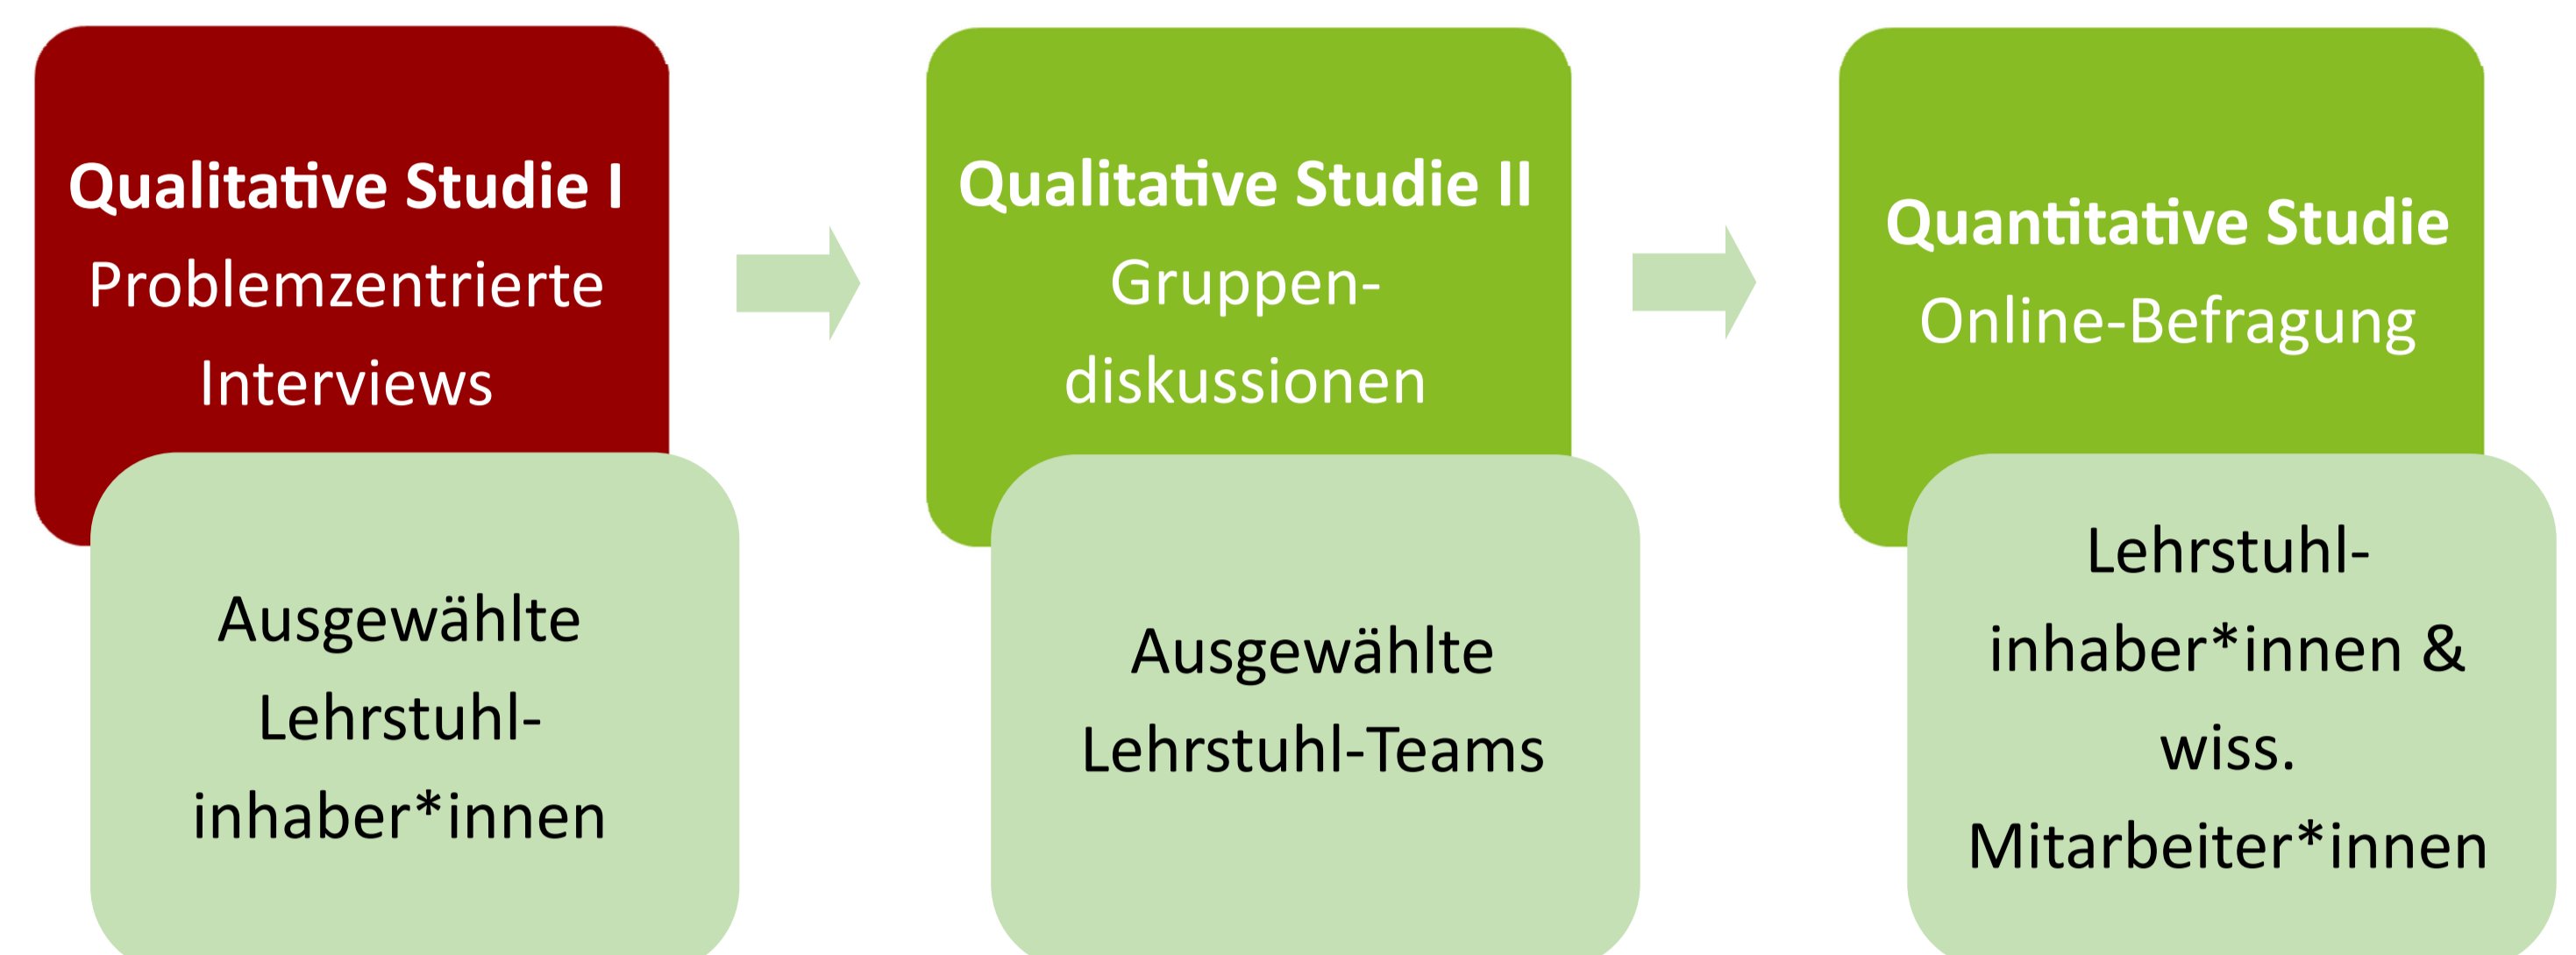 Qualitative Studie I
Problemzentrierte
Interviews
Ausgewählte
Lehrstuhl-
inhaber*innen
Qualitative Studie II
Gruppen-
diskussionen
Ausgewählte
Lehrstuhl-Teams
Quantitative Studie
Online-Befragung
Lehrstuhl-
inhaber*innen &
wiss.
Mitarbeiter*innen